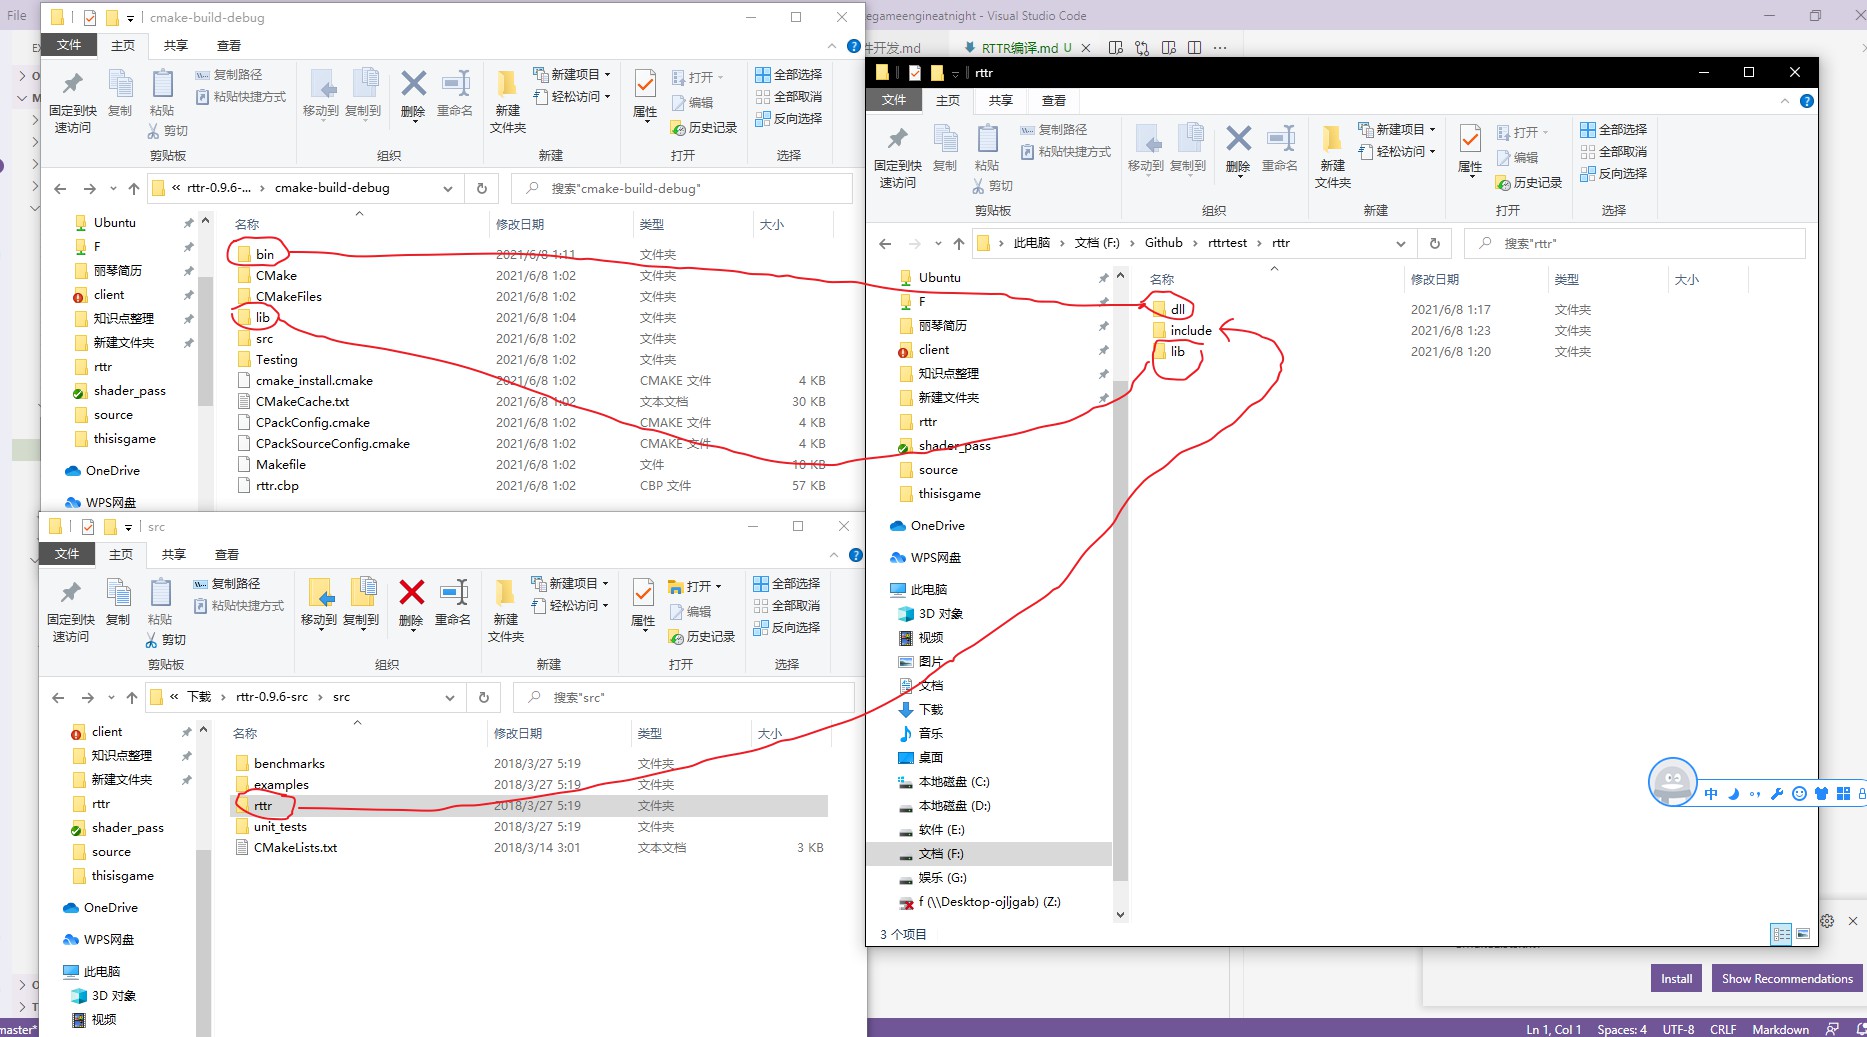 File
egameengineatnight - Visual Studio Code
件开发.md
RTTR编译.md U
cmake-build-debug
文件 主页 共享 查看
固定到快速访问
复制
粘贴
复制路径
粘贴快捷方式
剪切
剪贴板
移动到
复制到
删除
重命名
组织
新建文件夹
新建项目
轻松访问
新建
属性
打开
编辑
历史记录
打开
全部选择
全部取消
反向选择
选择
« rttr-0.9.6-... › cmake-build-debug
搜索"cmake-build-debug"
Ubuntu
F
丽琴简历
client
知识点整理
新建文件夹
rttr
shader_pass
source
thisisgame
OneDrive
WPS网盘
名称 修改日期 类型 大小
bin 2021/6/8 1:11 文件夹
CMake 2021/6/8 1:02 文件夹
CMakeFiles 2021/6/8 1:02 文件夹
lib 2021/6/8 1:04 文件夹
src 2021/6/8 1:02 文件夹
Testing 2021/6/8 1:02 文件夹
cmake_install.cmake 2021/6/8 1:02 CMAKE 文件 4 KB
CMakeCache.txt 2021/6/8 1:02 文本文档 30 KB
CPackConfig.cmake 2021/6/8 1:02 CMAKE 文件 4 KB
CPackSourceConfig.cmake 2021/6/8 1:02 CMAKE 文件 4 KB
Makefile 2021/6/8 1:02 文件 10 KB
rttr.cbp 2021/6/8 1:02 CBP 文件 57 KB
src
文件 主页 共享 查看
固定到快速访问
复制
粘贴
复制路径
粘贴快捷方式
剪切
剪贴板
移动到
复制到
删除
重命名
组织
新建文件夹
新建项目
轻松访问
新建
属性
打开
编辑
历史记录
打开
全部选择
全部取消
反向选择
选择
« 下载 › rttr-0.9.6-src › src
搜索"src"
client
知识点整理
新建文件夹
rttr
shader_pass
source
thisisgame
OneDrive
WPS网盘
此电脑
3D 对象
视频
名称 修改日期 类型 大小
benchmarks 2018/3/27 5:19 文件夹
examples 2018/3/27 5:19 文件夹
rttr 2018/3/27 5:19 文件夹
unit_tests 2018/3/27 5:19 文件夹
CMakeLists.txt 2018/3/14 3:01 文本文档 3 KB
rttr
文件 主页 共享 查看
固定到快速访问
复制
粘贴
复制路径
粘贴快捷方式
剪切
剪贴板
移动到
复制到
删除
重命名
组织
新建文件夹
新建项目
轻松访问
新建
属性
打开
编辑
历史记录
打开
全部选择
全部取消
反向选择
选择
此电脑 › 文档 (F:) › Github › rttrtest › rttr
搜索"rttr"
Ubuntu
F
丽琴简历
client
知识点整理
新建文件夹
rttr
shader_pass
source
thisisgame
OneDrive
WPS网盘
此电脑
3D 对象
视频
图片
文档
下载
音乐
桌面
本地磁盘 (C:)
本地磁盘 (D:)
软件 (E:)
文档 (F:)
娱乐 (G:)
f (\\Desktop-ojljgab) (Z:)
名称 修改日期 类型 大小
dll 2021/6/8 1:17 文件夹
include 2021/6/8 1:23 文件夹
lib 2021/6/8 1:20 文件夹
3 个项目
中
Install
Show Recommendations
master*
Ln 1, Col 1 Spaces: 4 UTF-8 CRLF Markdown